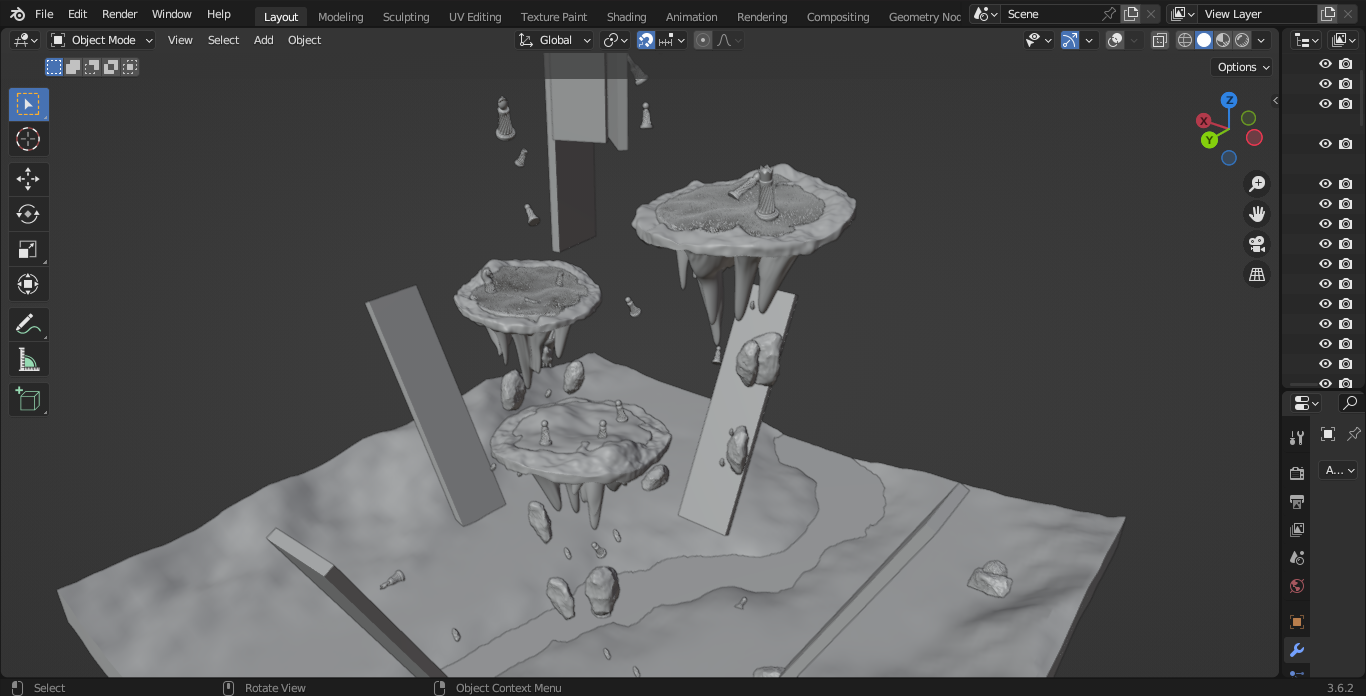 File Edit Render Window Help Layout Modeling Sculpting UV Editing Texture Paint Shading Animation Rendering Compositing Geometry Noc Scene View Layer
Object Mode View Select Add Object Global
Options
Z
X
Y
A...
Select Rotate View Object Context Menu 3.6.2